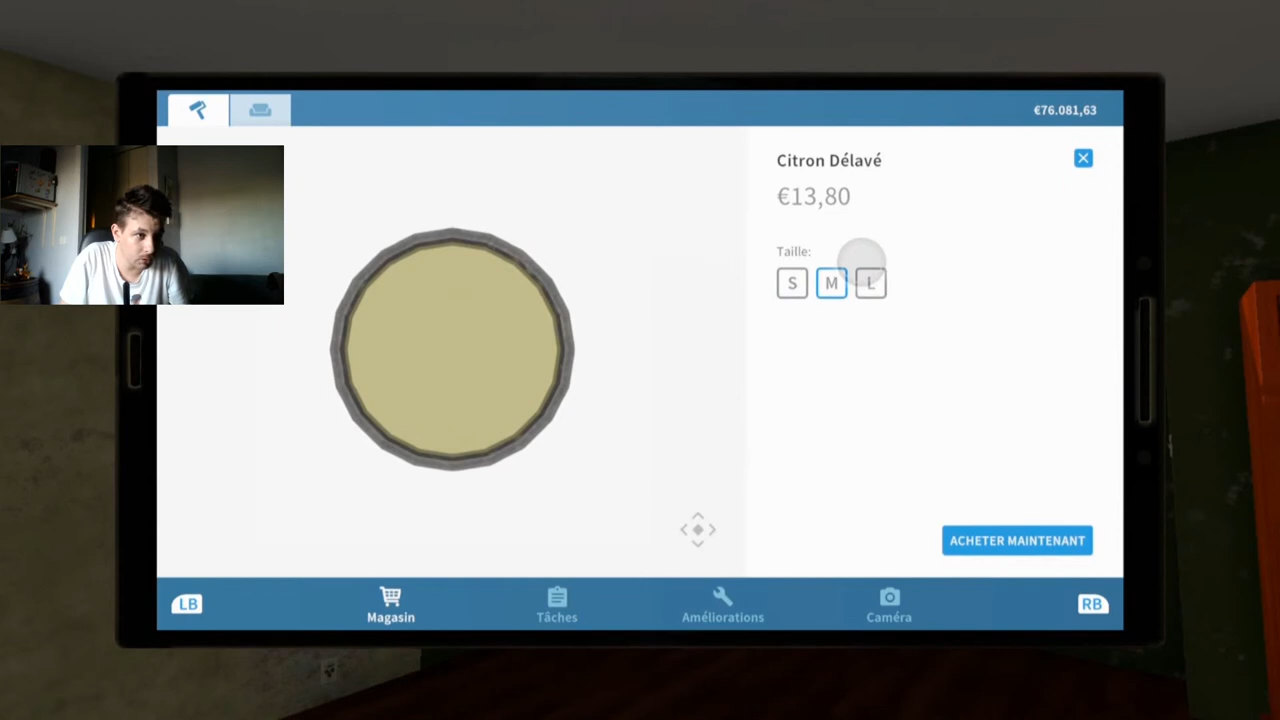 €76.081,63
Citron Délavé
€13,80
Taille:
S M L
ACHETER MAINTENANT
LB Magasin Tâches Améliorations Caméra RB